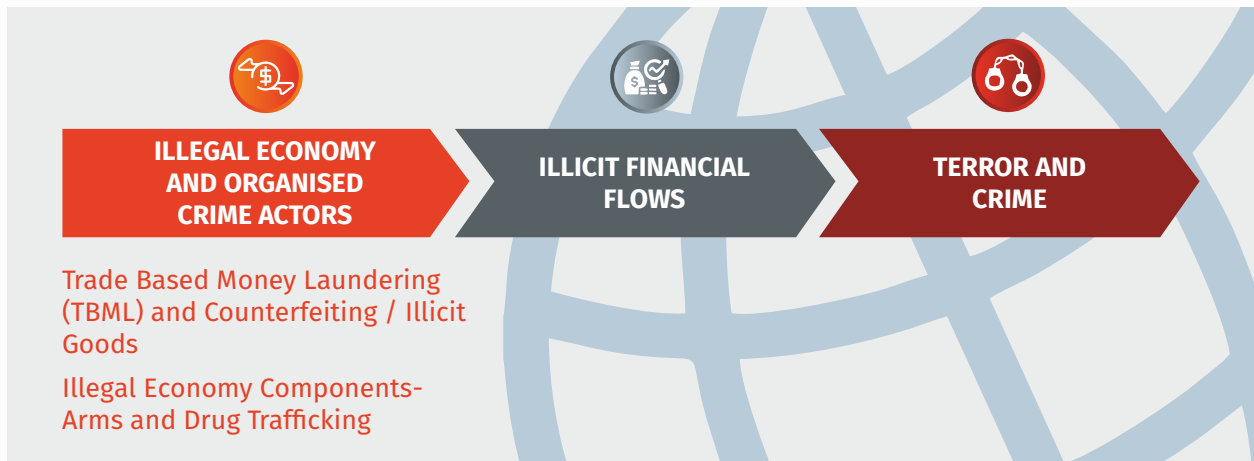 ILLEGAL ECONOMY
AND ORGANISED
CRIME ACTORS
ILLICIT FINANCIAL
FLOWS
TERROR AND
CRIME
Trade Based Money Laundering
(TBML) and Counterfeiting / Illicit
Goods
Illegal Economy Components-
Arms and Drug Trafficking